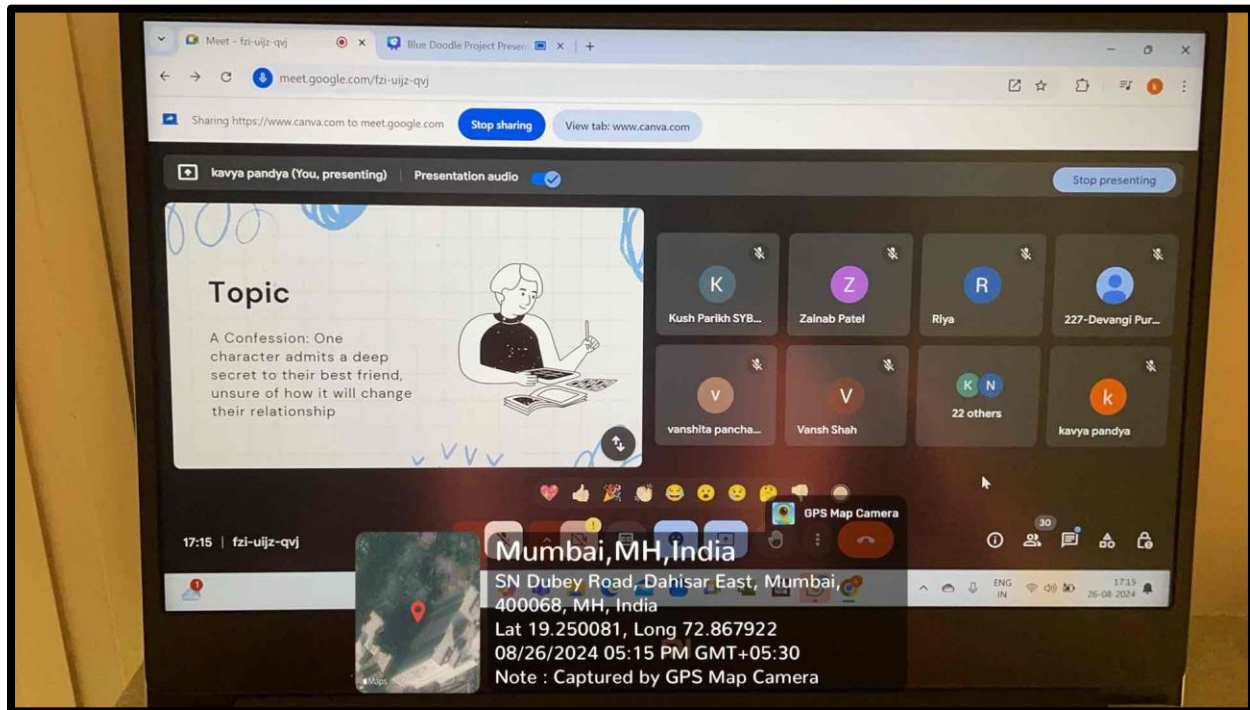 Meet - fzi-uijz-qvj
Blue Doodle Project Presen
meet.google.com/fzi-uijz-qvj
k
Sharing https://www.canva.com to meet.google.com
Stop sharing
View tab: www.canva.com
kavya pandya (You, presenting)
Presentation audio
Stop presenting
Topic
A Confession: One
character admits a deep
secret to their best friend,
unsure of how it will change
their relationship
K
Kush Parikh SYB...
Z
Zainab Patel
R
Riya
227-Devangi Pur...
v
vanshita pancha...
V
Vansh Shah
K N
22 others
k
kavya pandya
17:15 | fzi-uijz-qvj
30
GPS Map Camera
Mumbai,MH,India
SN Dubey Road, Dahisar East, Mumbai,
400068, MH, India
Lat 19.250081, Long 72.867922
08/26/2024 05:15 PM GMT+05:30
Note : Captured by GPS Map Camera
Maps
1
ENG
IN
17:15
26-08-2024